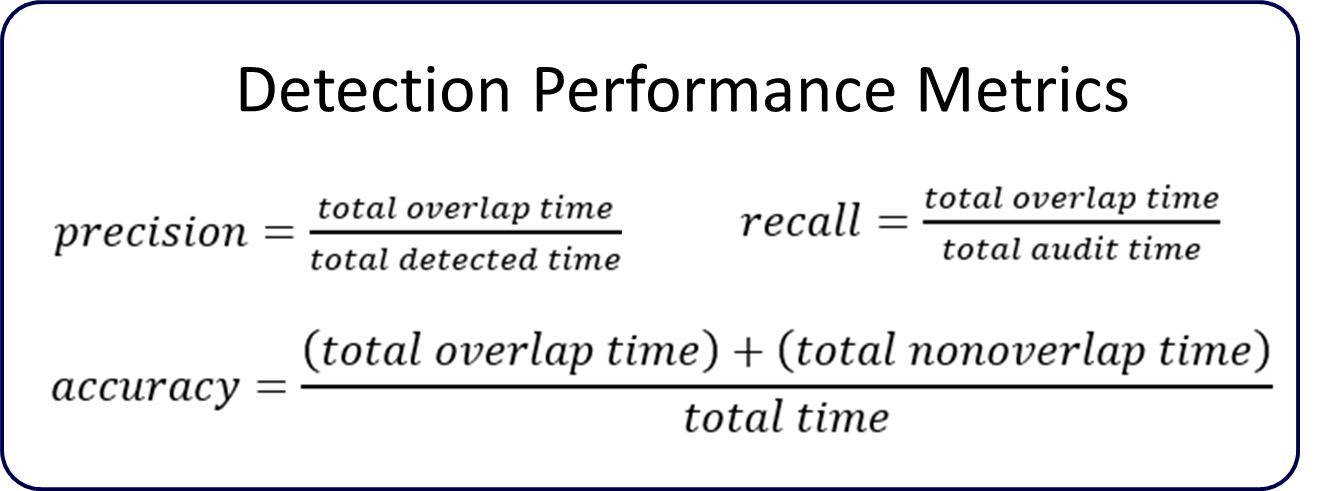 Detection Performance Metrics
precision = total overlap time / total detected time
recall = total overlap time / total audit time
accuracy = (total overlap time) + (total nonoverlap time) / total time